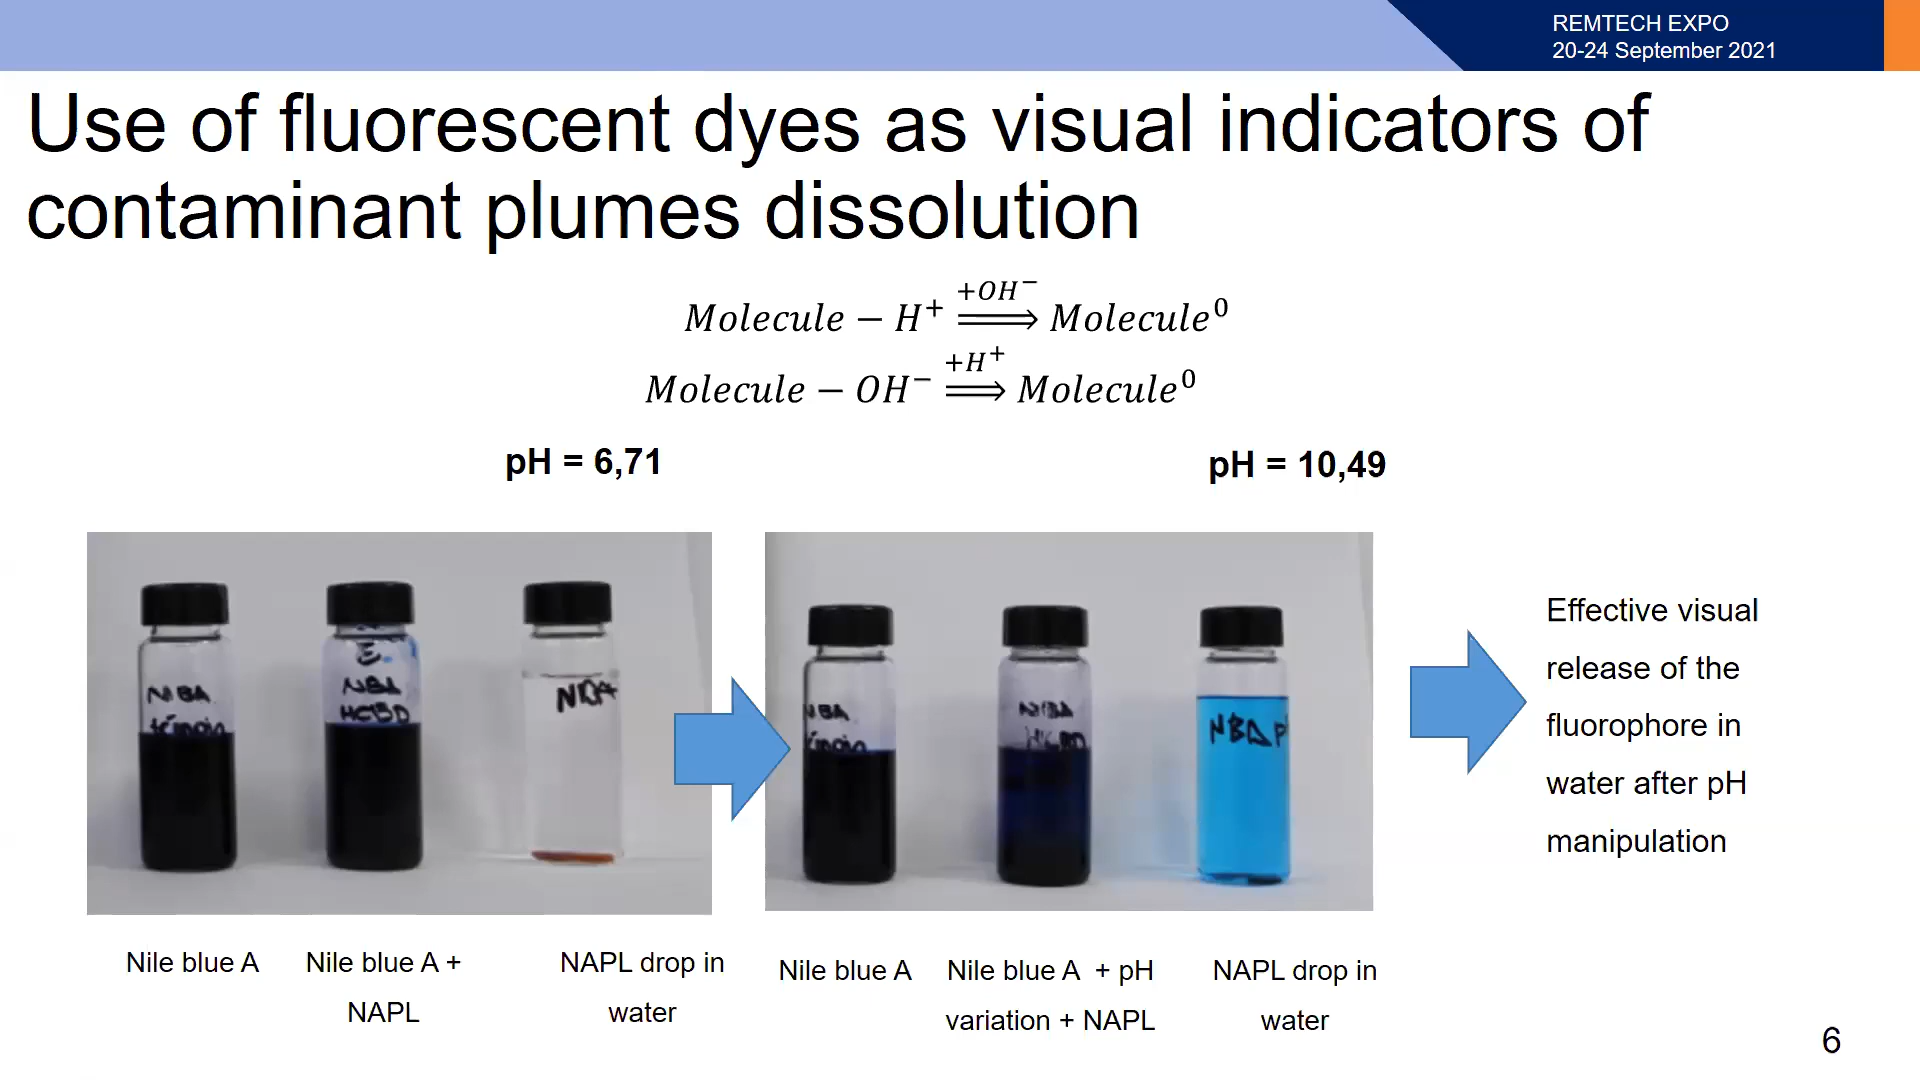 REMTECH EXPO
20-24 September 2021
Use of fluorescent dyes as visual indicators of
contaminant plumes dissolution
Molecule − H⁺ +OH⁻ ⟹ Molecule⁰
Molecule − OH⁻ +H⁺ ⟹ Molecule⁰
pH = 6,71
pH = 10,49
NBA
E.
NBA
HCBD
NBA
NBA
HCBD
NBA P
Effective visual
release of the
fluorophore in
water after pH
manipulation
Nile blue A
Nile blue A +
NAPL
NAPL drop in
water
Nile blue A
Nile blue A + pH
variation + NAPL
NAPL drop in
water
6